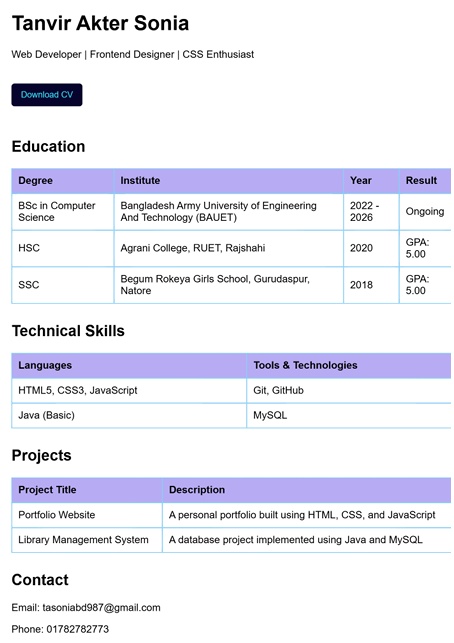 Tanvir Akter Sonia
Web Developer | Frontend Designer | CSS Enthusiast
Download CV
Education
Degree Institute Year Result
BSc in Computer Science Bangladesh Army University of Engineering And Technology (BAUET) 2022 - 2026 Ongoing
HSC Agrani College, RUET, Rajshahi 2020 GPA: 5.00
SSC Begum Rokeya Girls School, Gurudaspur, Natore 2018 GPA: 5.00
Technical Skills
Languages Tools & Technologies
HTML5, CSS3, JavaScript Git, GitHub
Java (Basic) MySQL
Projects
Project Title Description
Portfolio Website A personal portfolio built using HTML, CSS, and JavaScript
Library Management System A database project implemented using Java and MySQL
Contact
Email: tasoniabd987@gmail.com
Phone: 01782782773